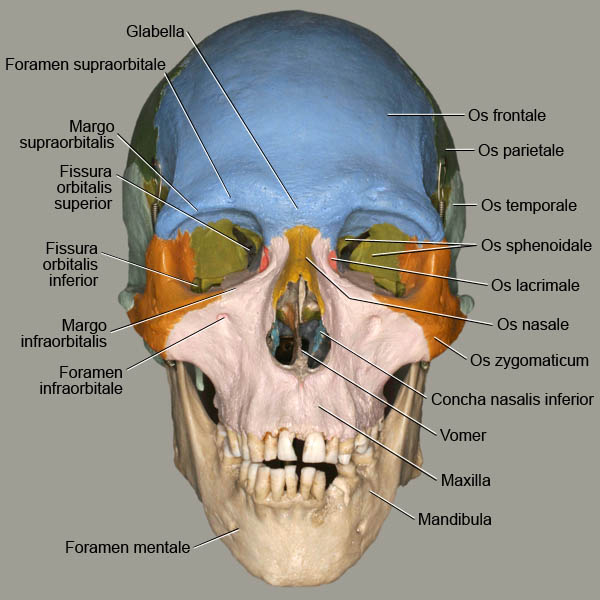 Glabella
Foramen supraorbitale
Margo
supraorbitalis
Fissura
orbitalis
superior
Fissura
orbitalis
inferior
Margo
infraorbitalis
Foramen
infraorbitale
Foramen mentale
Os frontale
Os parietale
Os temporale
Os sphenoidale
Os lacrimale
Os nasale
Os zygomaticum
Concha nasalis inferior
Vomer
Maxilla
Mandibula